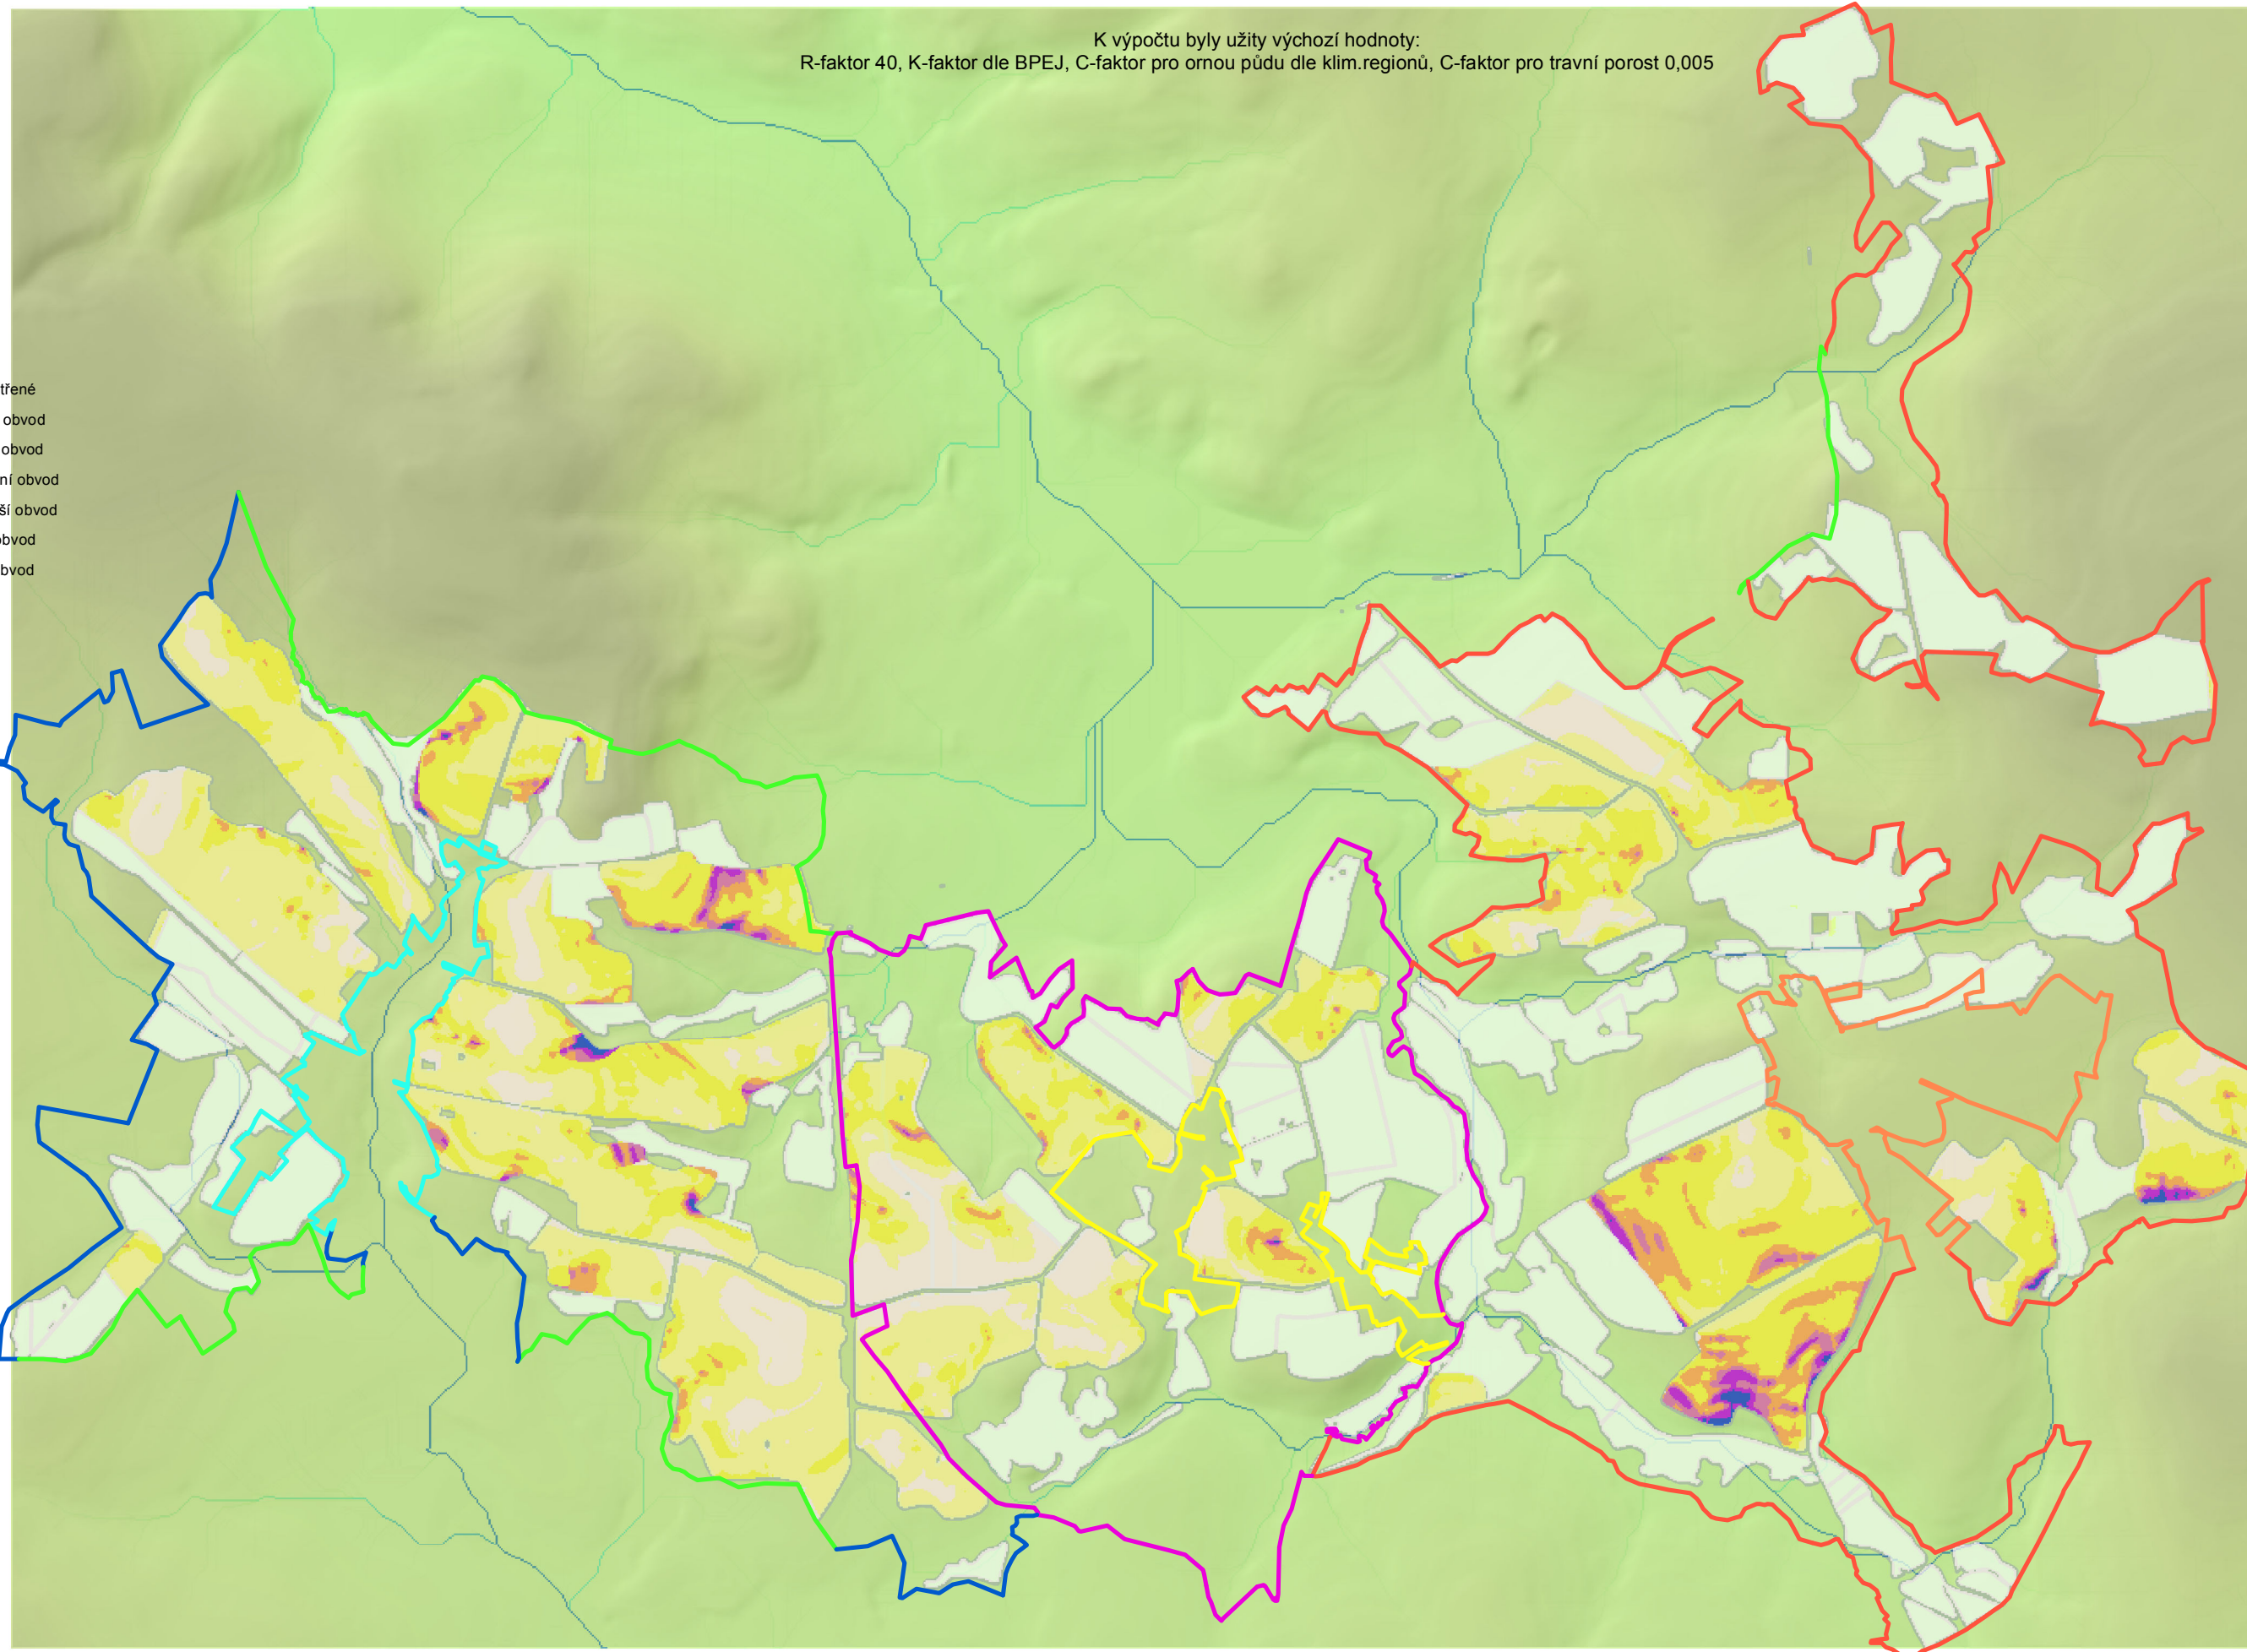 K výpočtu byly užity výchozí hodnoty:
R-faktor 40, K-faktor dle BPEJ, C-faktor pro ornou půdu dle klim.regionů, C-faktor pro travní porost 0,005
třené
obvod
obvod
ní obvod
ší obvod
obvod
bvod